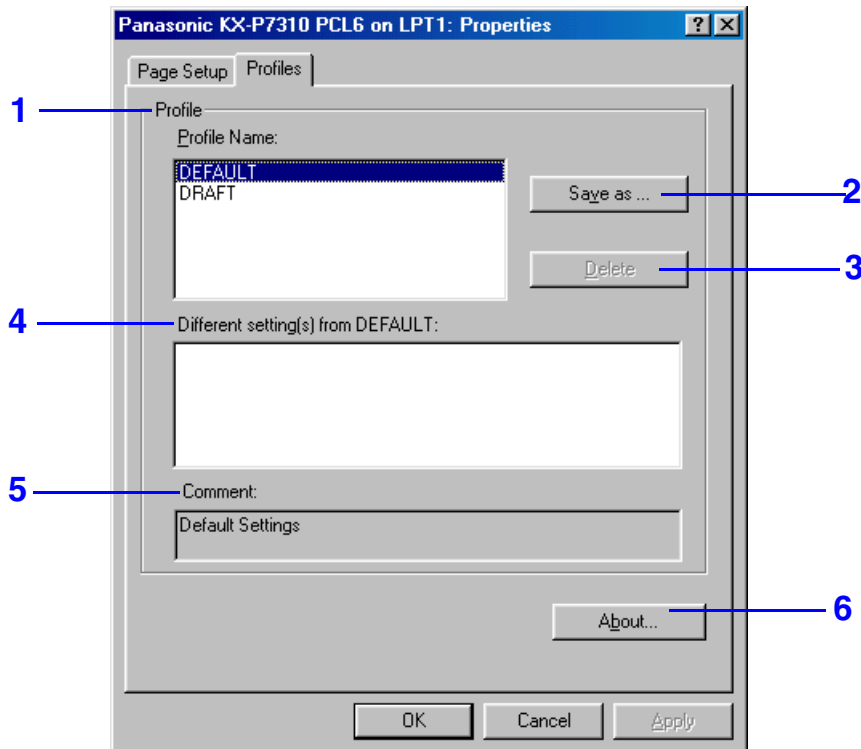 Panasonic KX-P7310 PCL6 on LPT1: Properties
Page Setup
Profiles
1
Profile
Profile Name:
DEFAULT
DRAFT
Save as ...
2
Delete
3
4
Different setting(s) from DEFAULT:
5
Comment:
Default Settings
About...
6
OK
Cancel
Apply